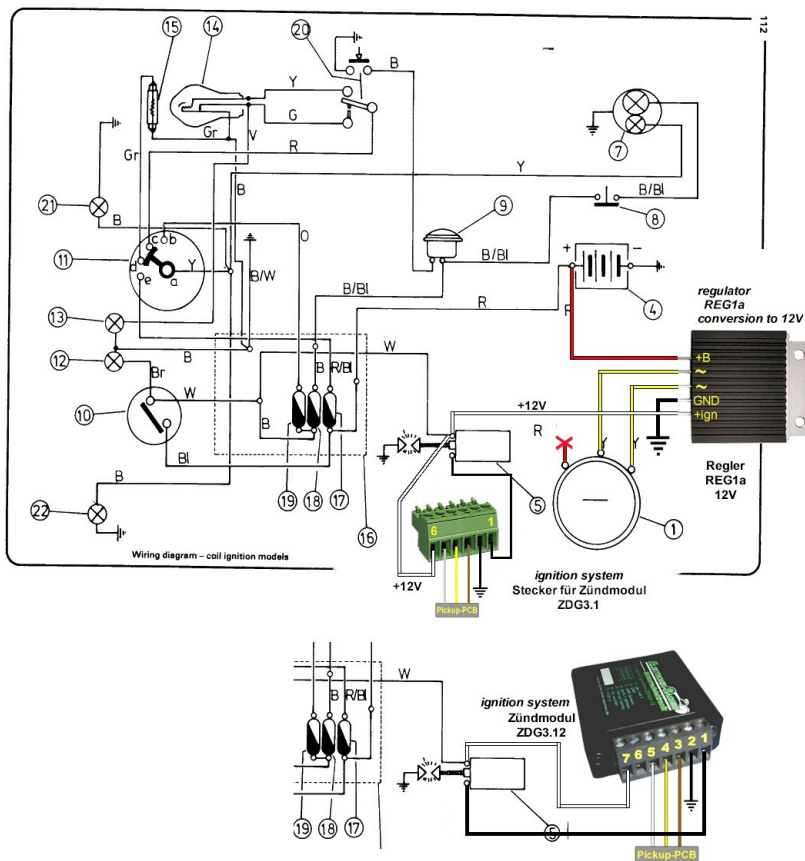 112
15
14
20
B
Y
G
Gr
V
R
Gr
Y
7
21
B
B
c
b
11
d
a
Y
e
O
B/W
9
8
B/Bl
B/Bl
B/Bl
+
−
4
R
R
13
12
B
Br
W
W
10
B
R/Bl
B
Bl
B
22
19
18
17
16
regulator
REG1a
conversion to 12V
+B
~
~
GND
+ign
+12V
R
Y
Y
5
1
Regler
REG1a
12V
6
1
+12V
Pickup-PCB
ignition system
Stecker für Zündmodul
ZDG3.1
Wiring diagram – coil ignition models
W
B
R/Bl
19
18
17
ignition system
Zündmodul
ZDG3.12
7
6
5
4
3
2
1
5
Pickup-PCB